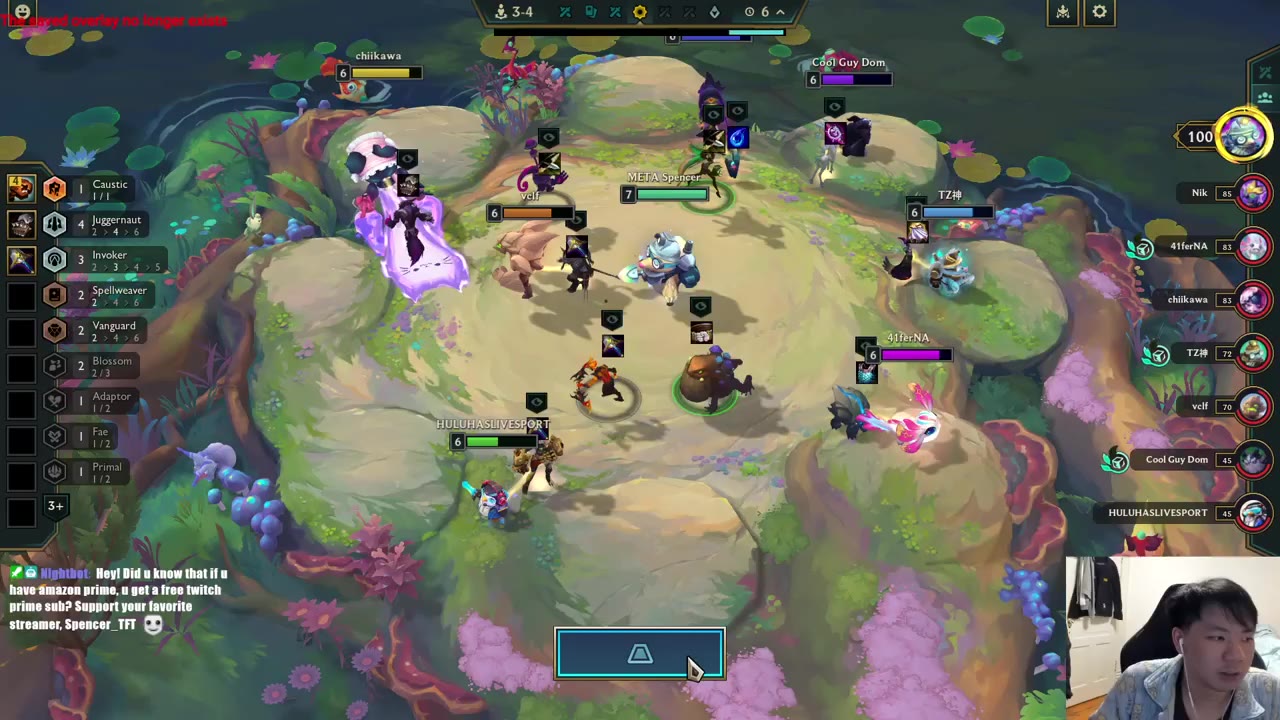 The saved overlay no longer exists
3-4
6
6
chiikawa
6
Cool Guy Dom
6
100
META Spencer
7
vclf
6
TZ神
6
41ferNA
6
HULUHASLIVESPORT
6
1
Caustic
1/1
4
Juggernaut
2 > 4 > 6
3
Invoker
2 > 3 > 4 > 5
2
Spellweaver
2 > 4 > 6
2
Vanguard
2 > 4 > 6
2
Blossom
2 / 3
1
Adaptor
1 / 2
1
Fae
1 / 2
1
Primal
1 / 2
3+
Nik 85
41ferNA 83
chiikawa 83
TZ神 72
vclf 70
Cool Guy Dom 45
HULUHASLIVESPORT 45
Nightbot: Hey! Did u know that if u
have amazon prime, u get a free twitch
prime sub? Support your favorite
streamer, Spencer_TFT